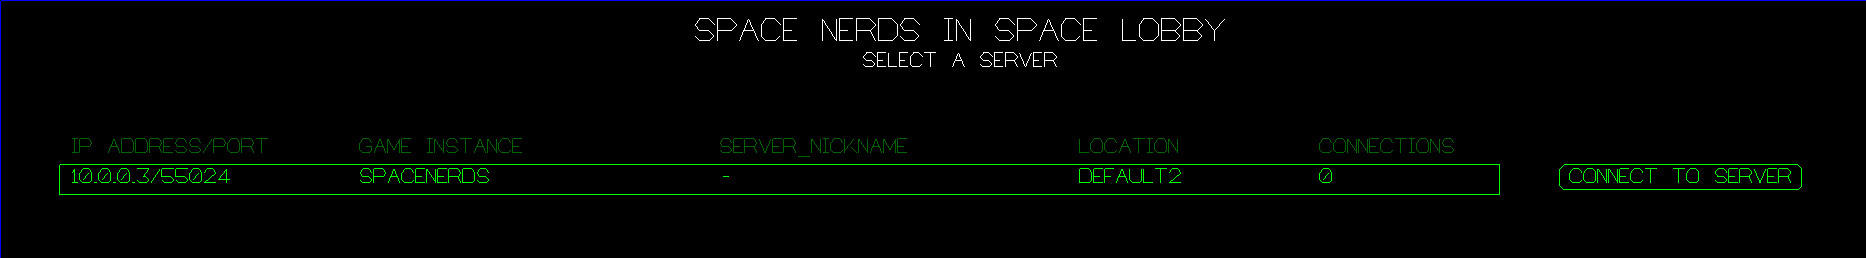 SPACE NERDS IN SPACE LOBBY
SELECT A SERVER
IP ADDRESS/PORT GAME INSTANCE SERVER_NICKNAME LOCATION CONNECTIONS
10.0.0.3/55024 SPACENERDS - DEFAULT2 0 CONNECT TO SERVER